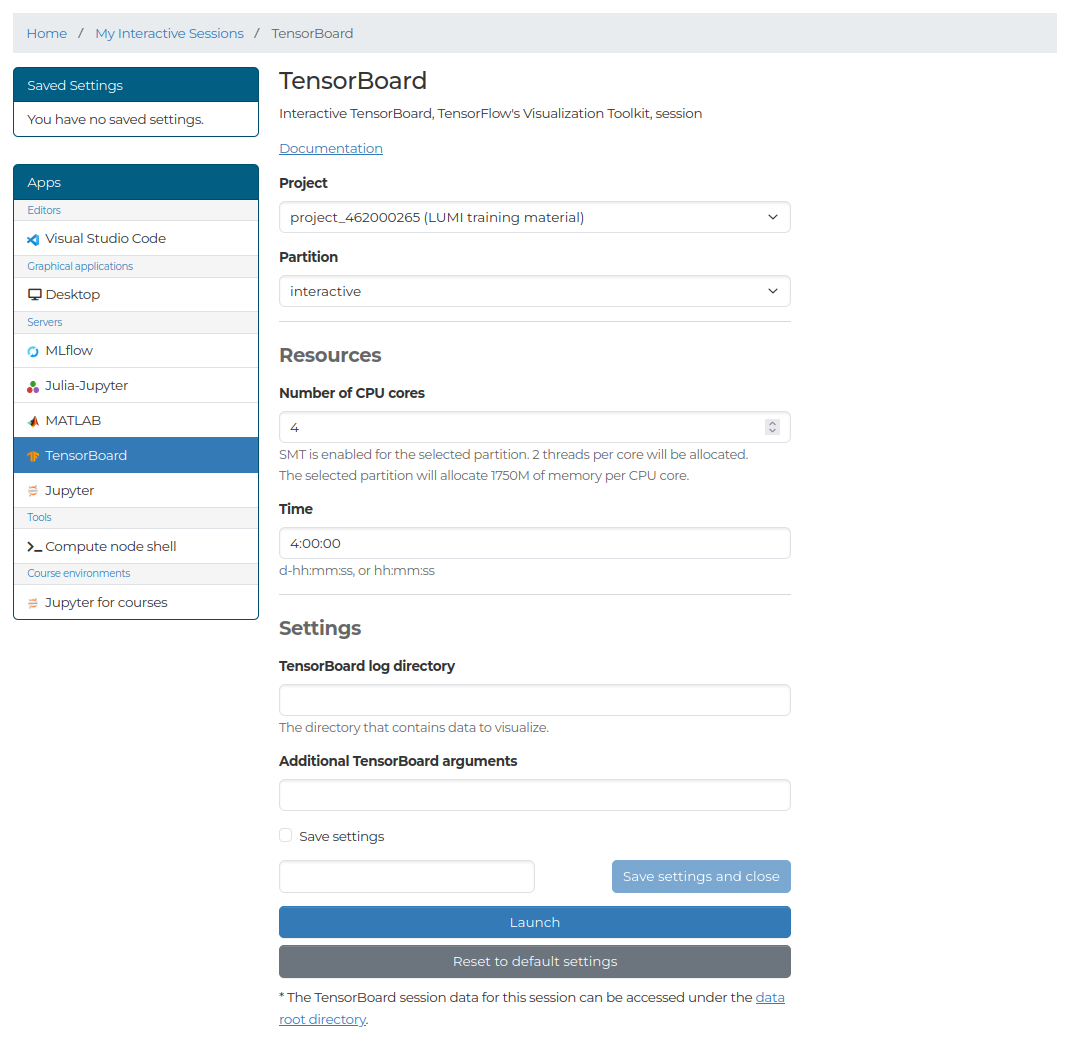 Home / My Interactive Sessions / TensorBoard
Saved Settings
You have no saved settings.
Apps
Editors
Visual Studio Code
Graphical applications
Desktop
Servers
MLflow
Julia-Jupyter
MATLAB
TensorBoard
Jupyter
Tools
Compute node shell
Course environments
Jupyter for courses
TensorBoard
Interactive TensorBoard, TensorFlow's Visualization Toolkit, session
Documentation
Project
project_462000265 (LUMI training material)
Partition
interactive
Resources
Number of CPU cores
4
SMT is enabled for the selected partition. 2 threads per core will be allocated.
The selected partition will allocate 1750M of memory per CPU core.
Time
4:00:00
d-hh:mm:ss, or hh:mm:ss
Settings
TensorBoard log directory
The directory that contains data to visualize.
Additional TensorBoard arguments
Save settings
Save settings and close
Launch
Reset to default settings
* The TensorBoard session data for this session can be accessed under the data
root directory.